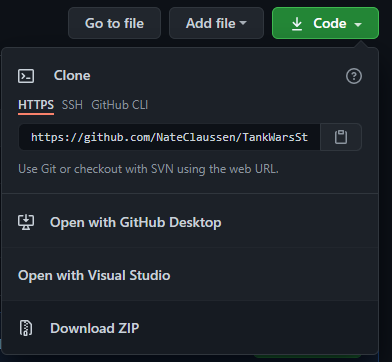 Go to file Add file Code
Clone
HTTPS SSH GitHub CLI
https://github.com/NateClaussen/TankWarsSt
Use Git or checkout with SVN using the web URL.
Open with GitHub Desktop
Open with Visual Studio
Download ZIP